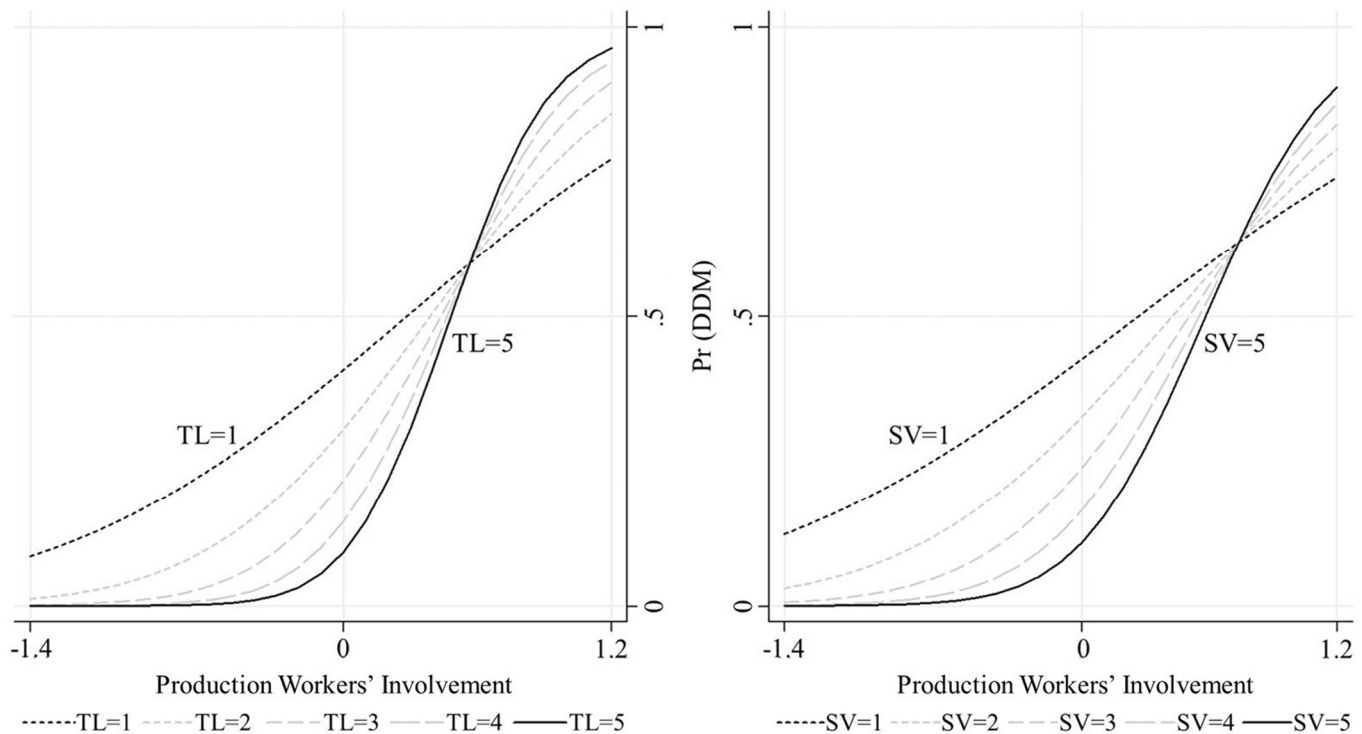 1
.5
0
TL=1
TL=5
-1.4 0 1.2
Production Workers’ Involvement
TL=1 TL=2 TL=3 TL=4 TL=5
Pr (DDM)
1
.5
0
SV=1
SV=5
-1.4 0 1.2
Production Workers’ Involvement
SV=1 SV=2 SV=3 SV=4 SV=5